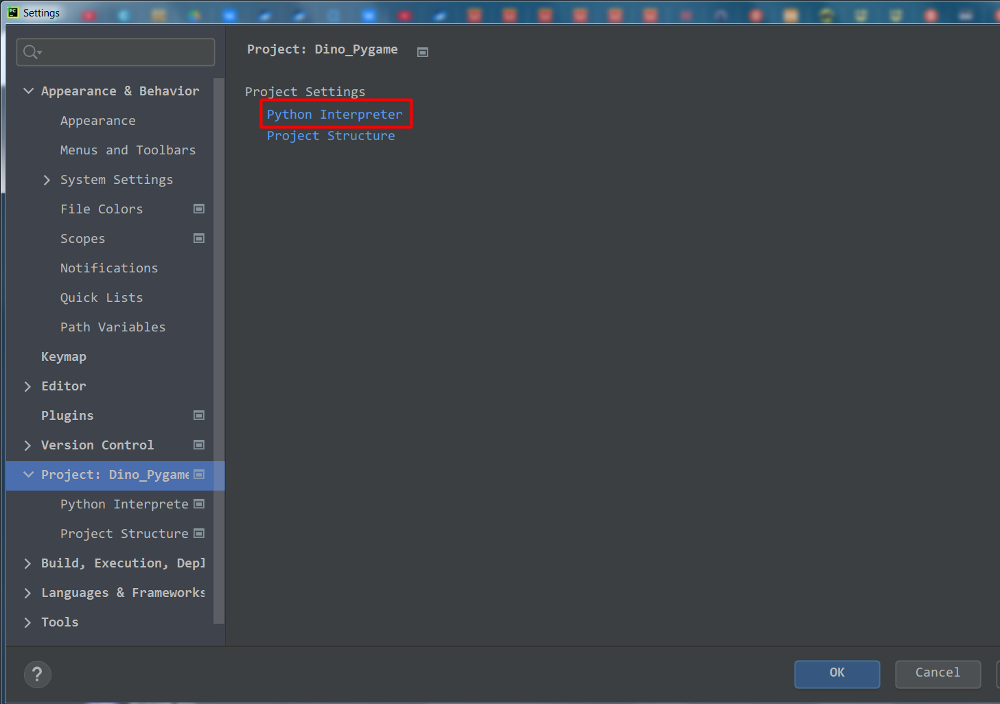 PC Settings
Appearance & Behavior
Appearance
Menus and Toolbars
System Settings
File Colors
Scopes
Notifications
Quick Lists
Path Variables
Keymap
Editor
Plugins
Version Control
Project: Dino_Pygame
Python Interprete
Project Structure
Build, Execution, Depl
Languages & Frameworks
Tools
Project: Dino_Pygame
Project Settings
Python Interpreter
Project Structure
?
OK
Cancel